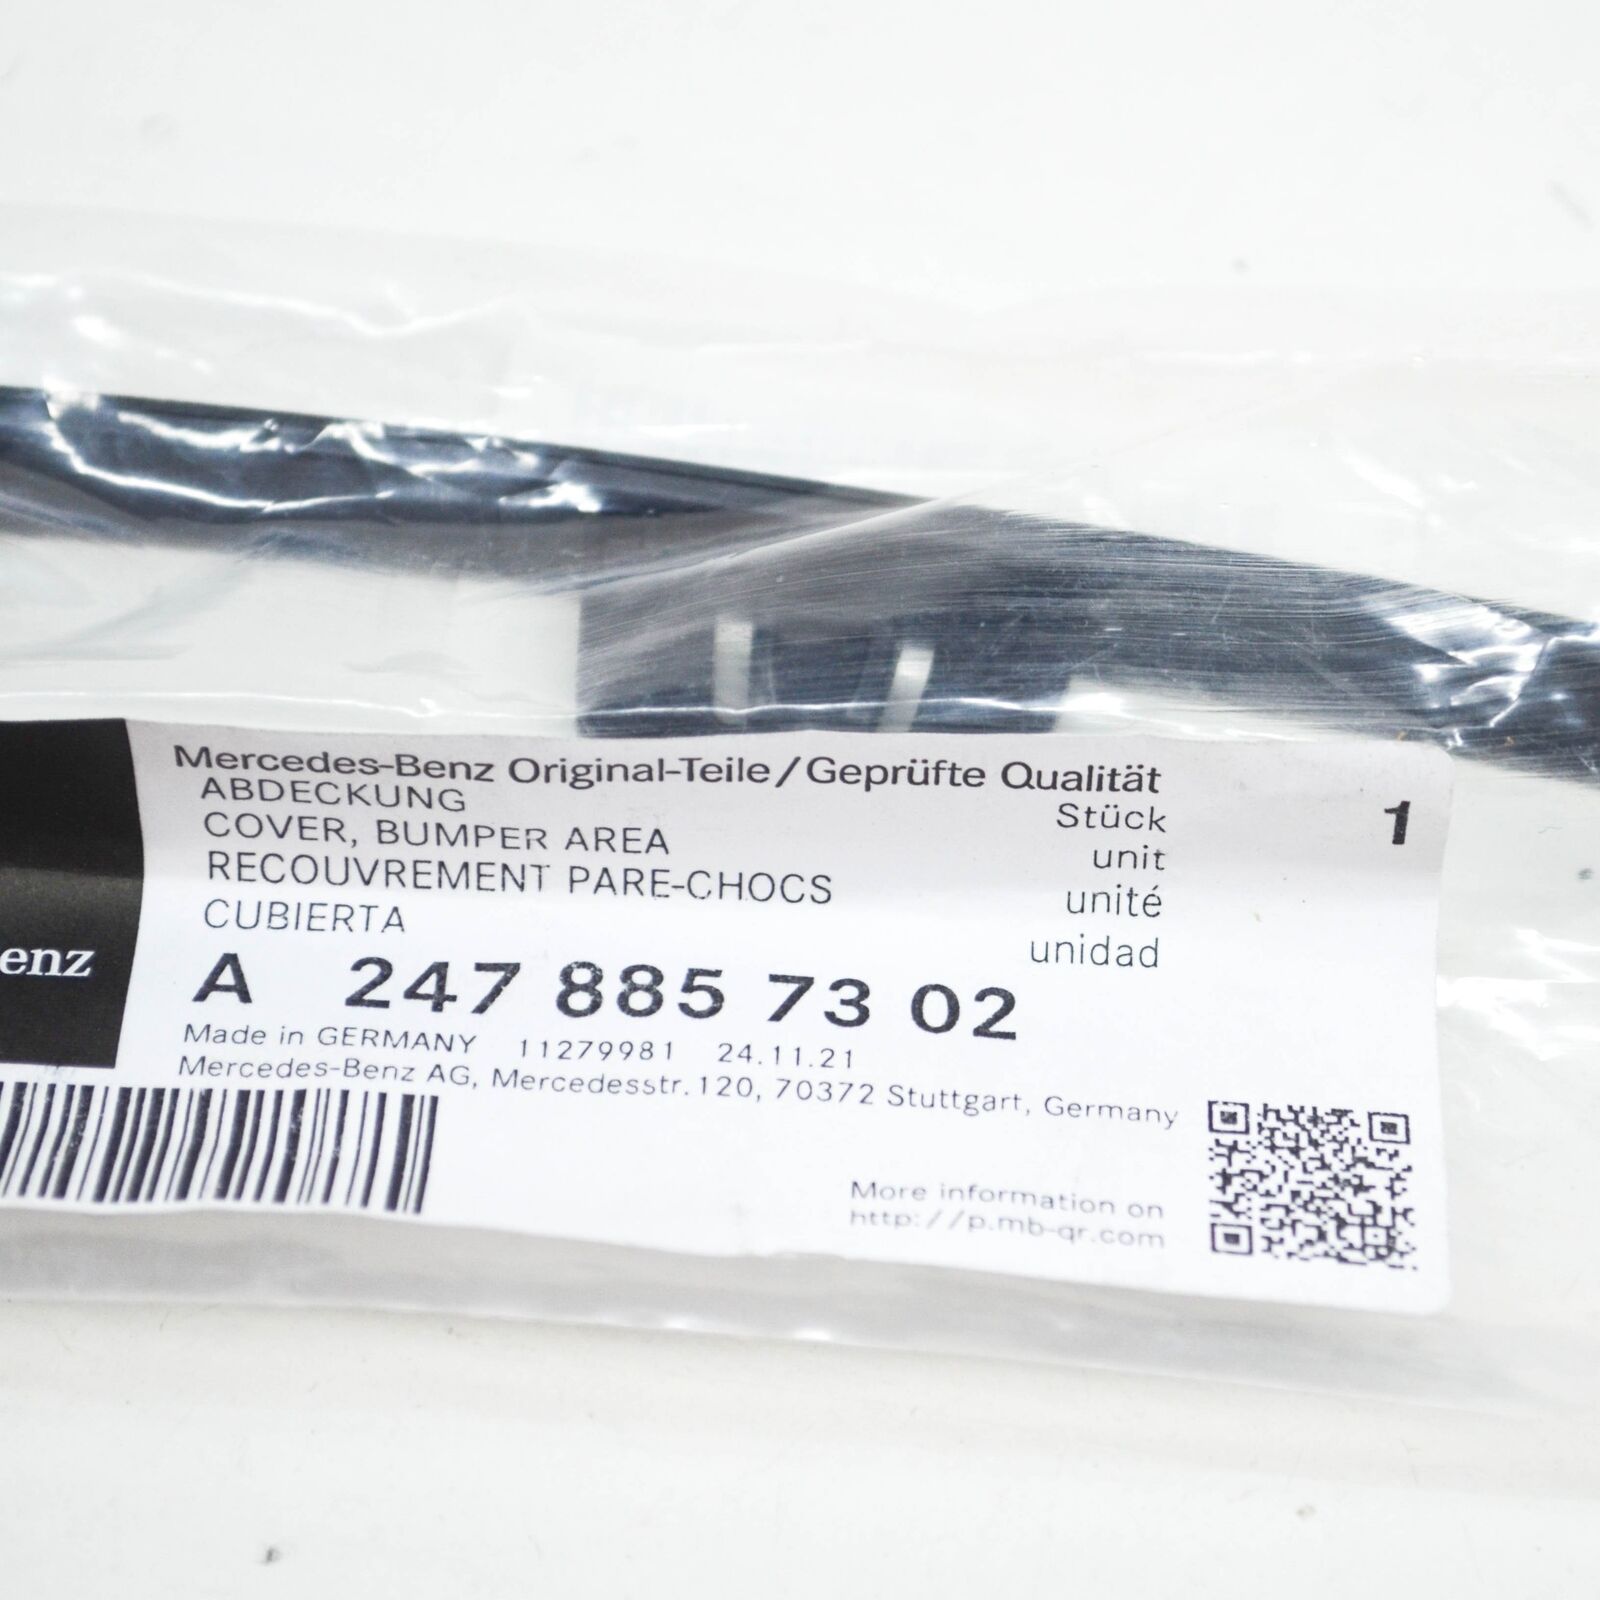 Mercedes-Benz Original-Teile/Geprüfte Qualität
ABDECKUNG
COVER, BUMPER AREA
RECOUVREMENT PARE-CHOCS
CUBIERTA
Stück
unit
unité
unidad
1
enz
A 247 885 73 02
Made in GERMANY 11279981 24.11.21
Mercedes-Benz AG, Mercedesstr.120, 70372 Stuttgart, Germany
More information on
http://p.mb-qr.com